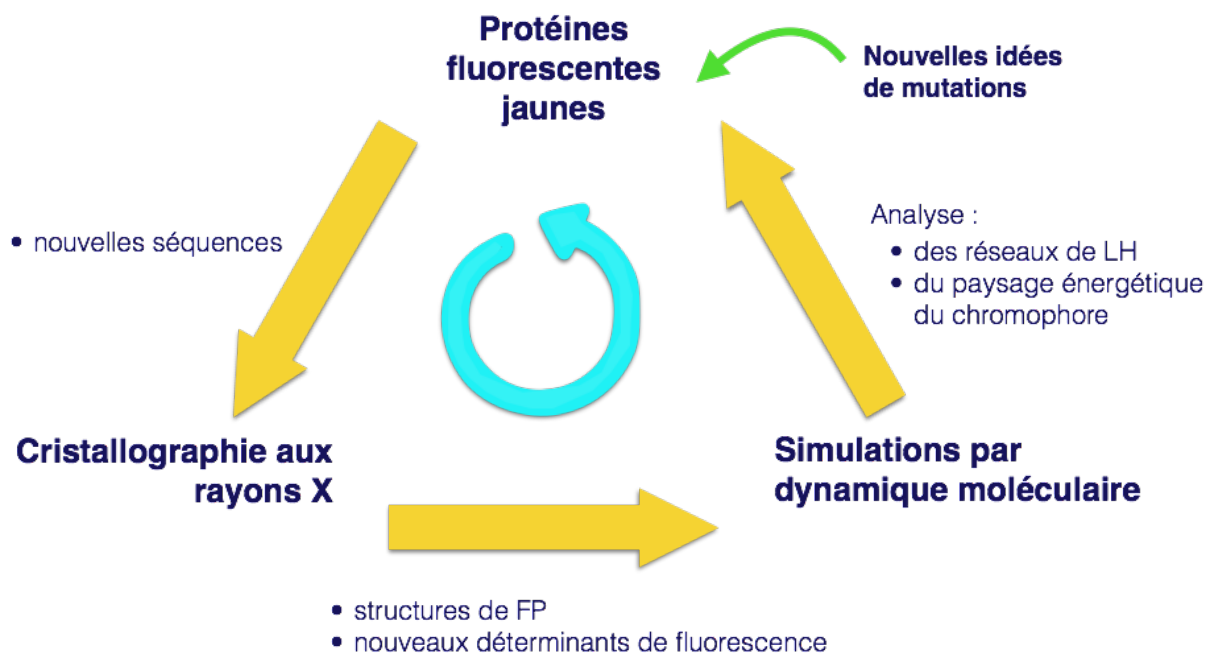 Protéines
fluorescentes
jaunes
Nouvelles idées
de mutations
• nouvelles séquences
Analyse :
• des réseaux de LH
• du paysage énergétique
du chromophore
Cristallographie aux
rayons X
Simulations par
dynamique moléculaire
• structures de FP
• nouveaux déterminants de fluorescence